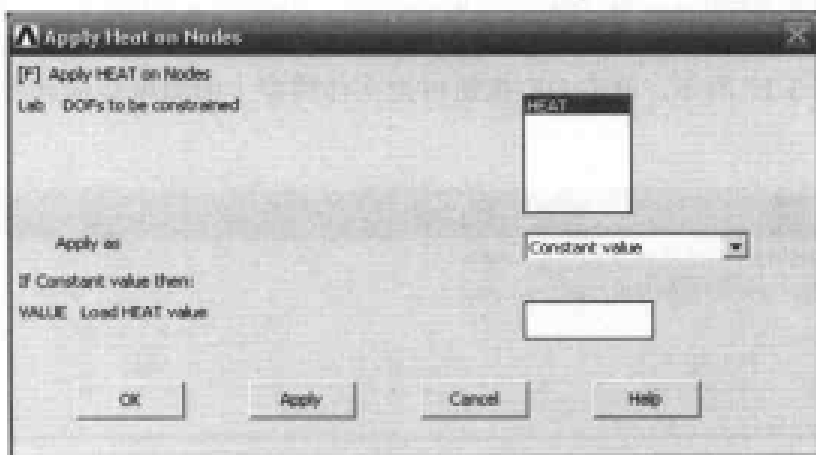 Apply Heat on Nodes
[F] Apply HEAT on Nodes
Lab DOFs to be constrained
HEAT
Apply as
Constant value
If Constant value then:
VALUE Load HEAT value
OK
Apply
Cancel
Help